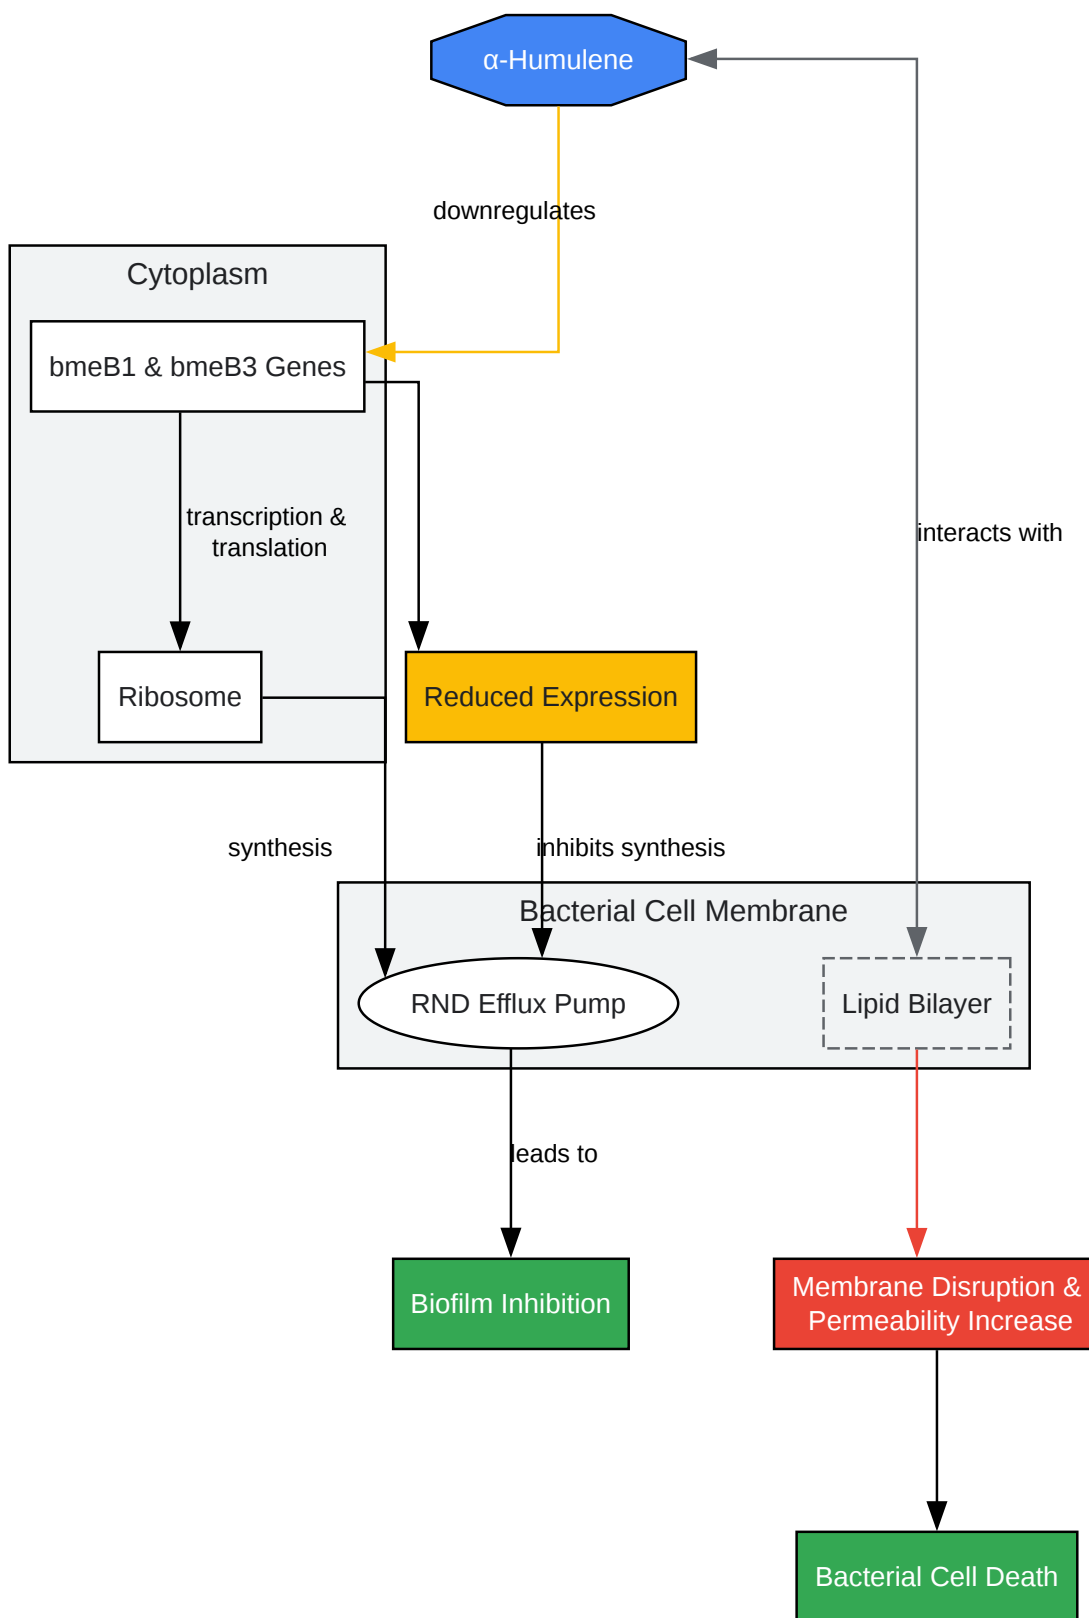 α-Humulene
downregulates
Cytoplasm
bmeB1 & bmeB3 Genes
transcription &
translation
interacts with
Ribosome
Reduced Expression
synthesis
inhibits synthesis
Bacterial Cell Membrane
RND Efflux Pump
Lipid Bilayer
leads to
Biofilm Inhibition
Membrane Disruption &
Permeability Increase
Bacterial Cell Death